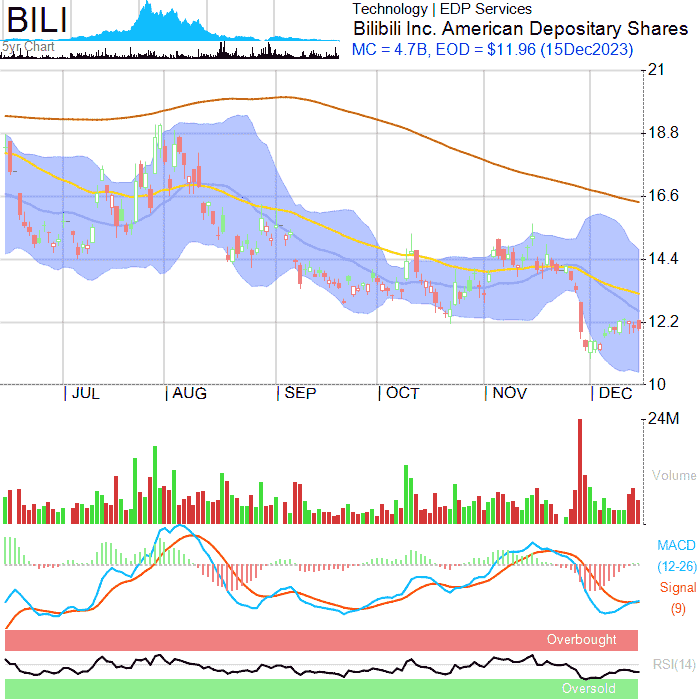 BILI
5yr Chart
Technology | EDP Services
Bilibili Inc. American Depositary Shares
MC = 4.7B, EOD = $11.96 (15Dec2023)
21
18.8
16.6
14.4
12.2
10
JUL
AUG
SEP
OCT
NOV
DEC
24M
Volume
MACD
(12-26)
Signal
(9)
Overbought
RSI(14)
Oversold